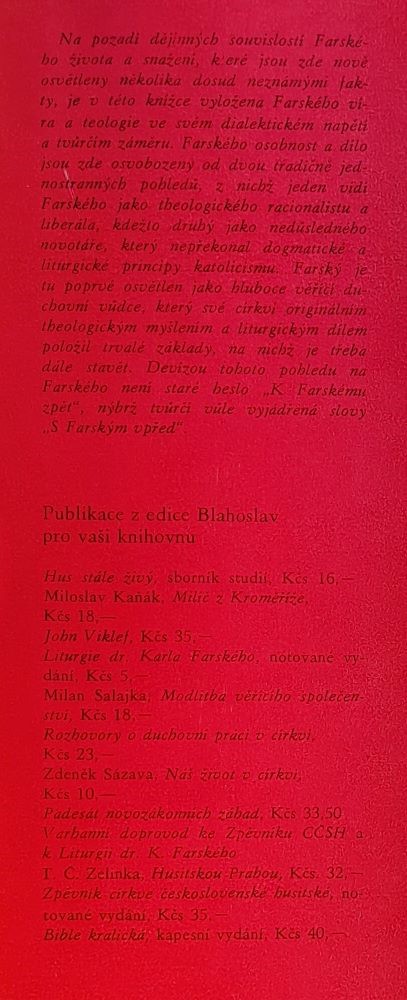 Na pozadí dějinných souvislostí Farské-
ho života a snažení, které jsou zde nově
osvětleny několika dosud neznámými fak-
ty, je v této knížce vyložena Farského ví-
ra a teologie ve svém dialektickém napětí
a tvůrčím záměru. Farského osobnost a dílo
jsou zde osvobozeny od dvou tradičně jed-
nostranných pohledů, z nichž jeden vidí
Farského jako theologického racionalistu a
liberála, kdežto druhý jako nedůsledného
novotáře, který nepřekonal dogmatické a
liturgické principy katolicismu. Farský je
tu poprvé osvětlen jako hluboce věřící du-
chovní vůdce, který své církvi originálním
theologickým myšlením a liturgickým dílem
položil trvalé základy, na nichž je třeba
dále stavět. Devizou tohoto pohledu na
Farského není staré heslo „K Farskému
zpět“, nýbrž tvůrčí vůle vyjádřená slovy
„S Farským vpřed“.
Publikace z edice Blahoslav
pro vaši knihovnu
Hus stále živý, sborník studií, Kčs 16,—
Miloslav Kaňák, Milíč z Kroměříže,
Kčs 18,—
John Viklef, Kčs 35,—
Liturgie dr. Karla Farského, notované vy-
dání, Kčs 5,—
Milan Salajka, Modlitba věřícího společen-
ství, Kčs 18,—
Rozhovory o duchovní práci v církvi,
Kčs 23,—
Zdeněk Sázava, Náš život v církvi,
Kčs 10,—
Padesát novozákonních záhad, Kčs 33,50
Varhanní doprovod ke Zpěvníku CČSH a
k Liturgii dr. K. Farského
T. Č. Zelinka, Husitskou Prahou, Kčs. 32,—
Zpěvník církve československé husitské, no-
tované vydání, Kčs 35,—
Bible kralická, kapesní vydání, Kčs 40,—